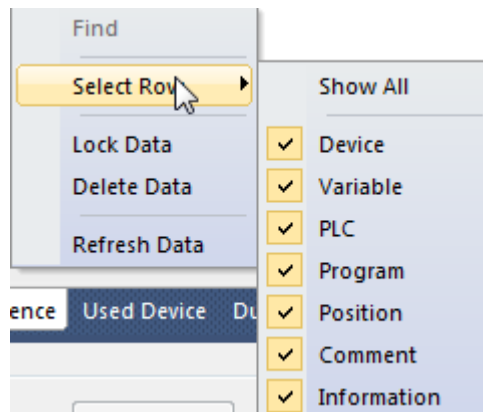 Find
Select Row
Lock Data
Delete Data
Refresh Data
Show All
Device
Variable
PLC
Program
Position
Comment
Information
Used Device